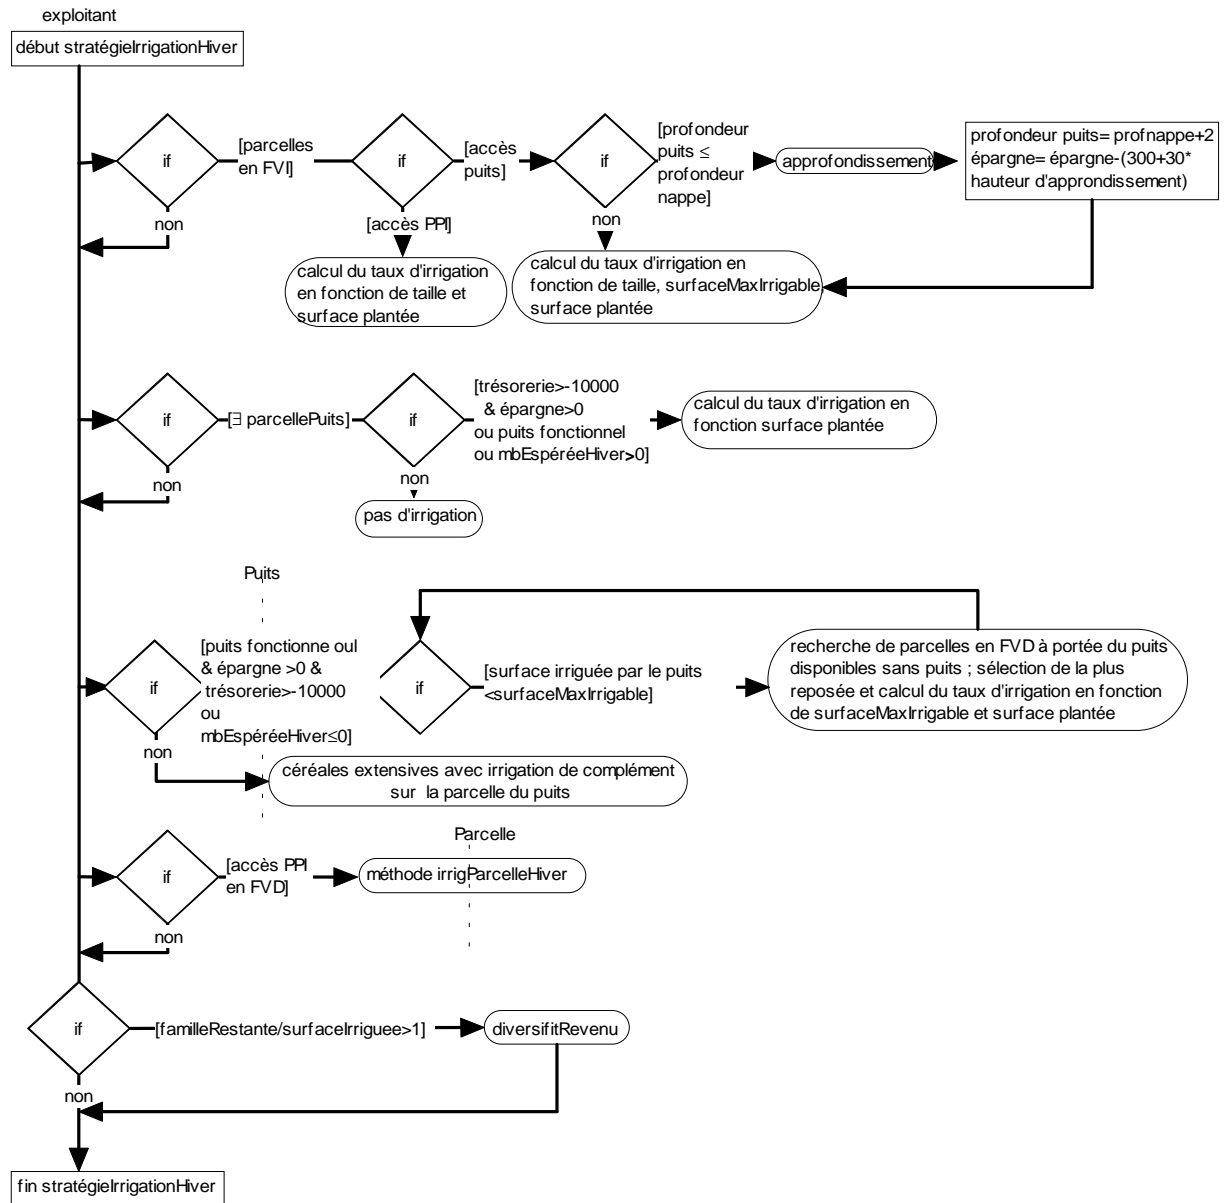 exploitant
début stratégieIrrigationHiver
if
[parcelles
en FVI]
non
if
[accès
puits]
[accès PPI]
calcul du taux d'irrigation
en fonction de taille et
surface plantée
if
[profondeur
puits ≤
profondeur
nappe]
non
approfondissement
profondeur puits= profnappe+2
épargne= épargne-(300+30*
hauteur d'approndissement)
calcul du taux d'irrigation en
fonction de taille, surfaceMaxIrrigable
surface plantée
if
[∃ parcellePuits]
non
if
[trésorerie>-10000
& épargne>0
ou puits fonctionnel
ou mbEspéréeHiver>0]
non
pas d'irrigation
calcul du taux d'irrigation en
fonction surface plantée
Puits
if
[puits fonctionne oul
& épargne >0 &
trésorerie>-10000
ou
mbEspéréeHiver≤0]
non
if
[surface irriguée par le puits
<surfaceMaxIrrigable]
recherche de parcelles en FVD à portée du puits
disponibles sans puits ; sélection de la plus
reposée et calcul du taux d'irrigation en fonction
de surfaceMaxIrrigable et surface plantée
céréales extensives avec irrigation de complément
sur la parcelle du puits
Parcelle
if
[accès PPI
en FVD]
non
méthode irrigParcelleHiver
if
[familleRestante/surfaceIrriguee>1]
diversifitRevenu
non
fin stratégieIrrigationHiver